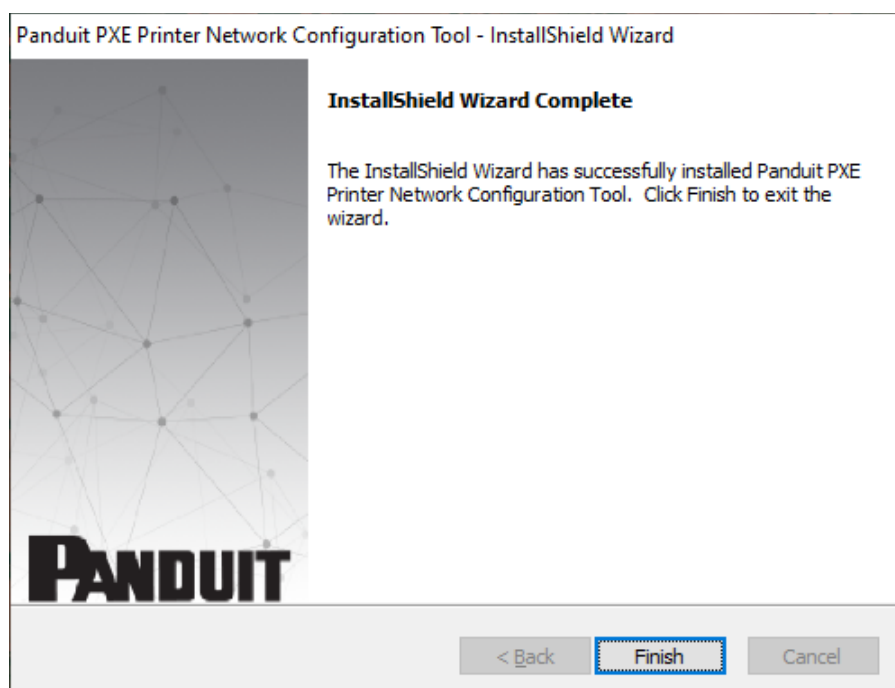 Panduit PXE Printer Network Configuration Tool - InstallShield Wizard
InstallShield Wizard Complete
The InstallShield Wizard has successfully installed Panduit PXE
Printer Network Configuration Tool.  Click Finish to exit the
wizard.
PANDUIT
< Back
Finish
Cancel